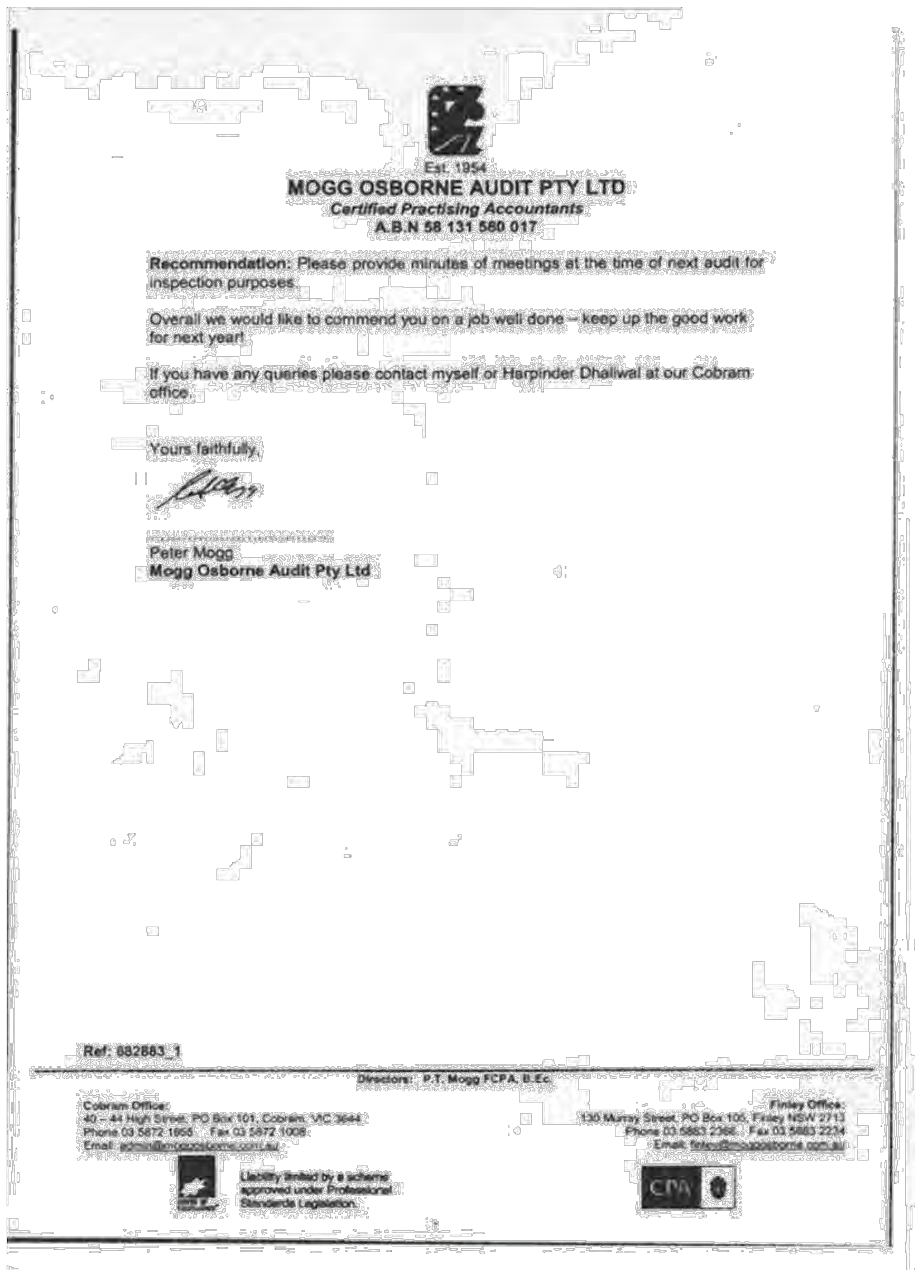 Est. 1954
MOGG OSBORNE AUDIT PTY LTD
Certified Practising Accountants
A.B.N 58 131 580 017
Recommendation: Please provide minutes of meetings at the time of next audit for
inspection purposes.
Overall we would like to commend you on a job well done – keep up the good work
for next year!
If you have any queries please contact myself or Harpinder Dhaliwal at our Cobram
office.
Yours faithfully,
Peter Mogg
Mogg Osborne Audit Pty Ltd
Ref: 682883_1
Directors: P.T. Mogg FCPA, B.Ec.
Cobram Office:
40 – 44 High Street, PO Box 101, Cobram, VIC 3644
Phone 03 5872 1855 Fax 03 5872 1008
Email:
Finley Office:
130 Murray Street, PO Box 105, Finley NSW 2713
Phone 03 5883 2366 Fax 03 5883 2234
Email:
Liability limited by a scheme
approved under Professional
Standards Legislation.
CPA